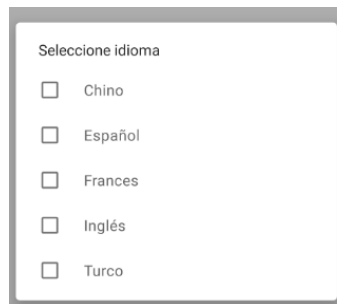 Seleccione idioma
Chino
Español
Frances
Inglés
Turco